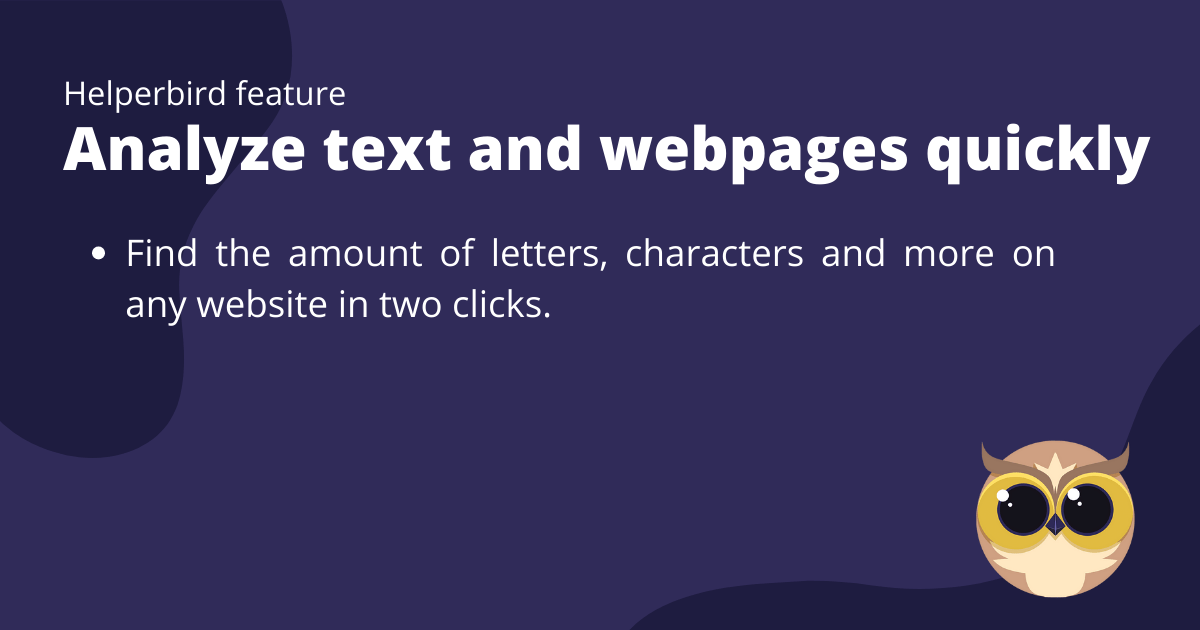 Helperbird feature
Analyze text and webpages quickly
• Find the amount of letters, characters and more on
any website in two clicks.